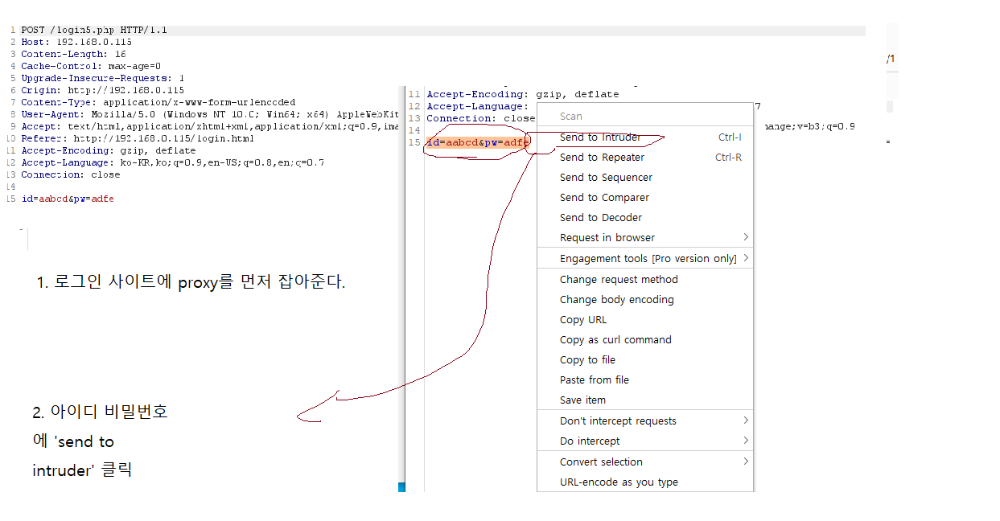 1 POST /login5.php HTTP/1.1
2 Host: 192.168.0.115
3 Content-Length: 16
4 Cache-Control: max-age=0
5 Upgrade-Insecure-Requests: 1
6 Origin: http://192.168.0.115
7 Content-Type: application/x-www-form-urlencoded
8 User-Agent: Mozilla/5.0 (Windows NT 10.0; Win64; x64) AppleWebKit
9 Accept: text/html,application/xhtml+xml,application/xml;q=0.9,ima
10 Referer: http://192.168.0.115/login.html
11 Accept-Encoding: gzip, deflate
12 Accept-Language: ko-KR,ko;q=0.9,en-US;q=0.8,en;q=0.7
13 Connection: close
14
15 id=aabcd&pw=adfe
/1
11 Accept-Encoding: gzip, deflate
12 Accept-Language:
7
13 Connection: close
14
15 id=aabcd&pw=adfe
hange;v=b3;q=0.9
=
Scan
Send to Intruder Ctrl-I
Send to Repeater Ctrl-R
Send to Sequencer
Send to Comparer
Send to Decoder
Request in browser
Engagement tools [Pro version only]
Change request method
Change body encoding
Copy URL
Copy as curl command
Copy to file
Paste from file
Save item
Don't intercept requests
Do intercept
Convert selection
URL-encode as you type
1. 로그인 사이트에 proxy를 먼저 잡아준다.
2. 아이디 비밀번호
에 'send to
intruder' 클릭